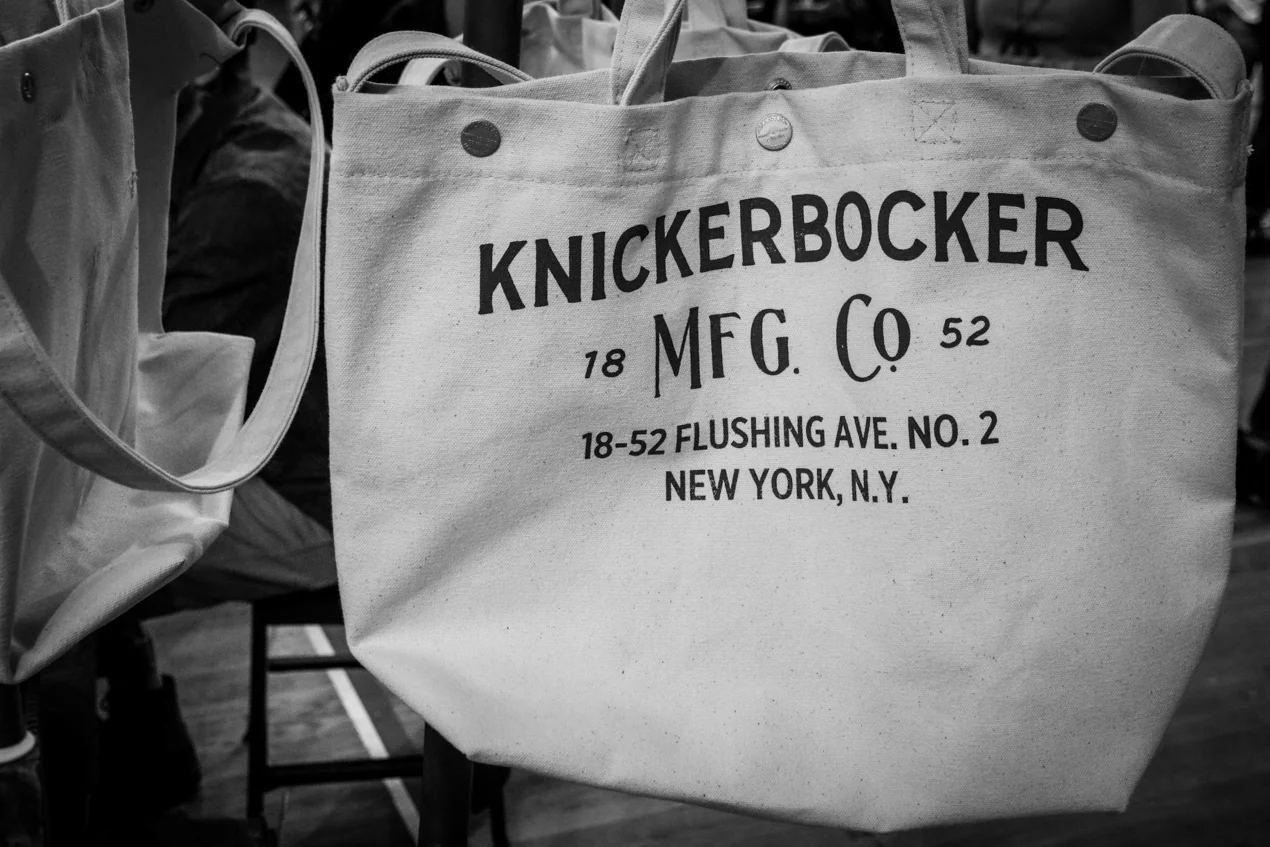 KNICKERBOCKER
18 MFG. Co. 52
18-52 FLUSHING AVE. NO. 2
NEW YORK, N.Y.